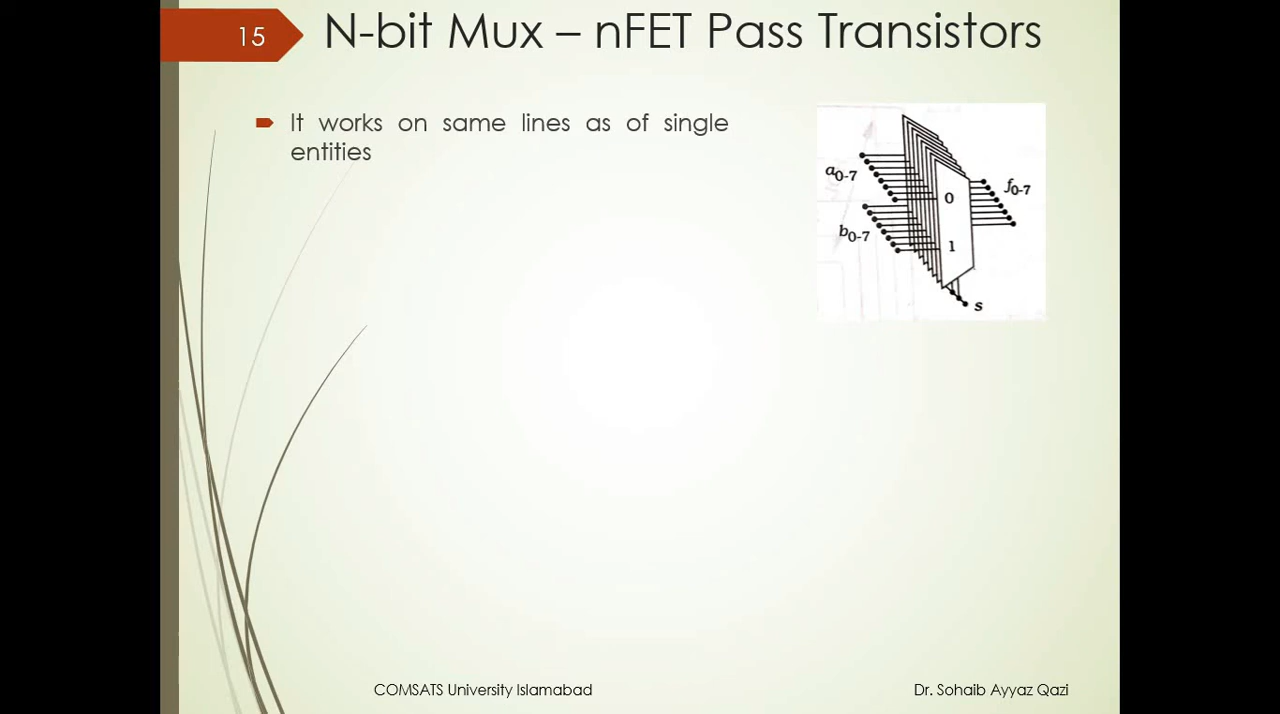 15
N-bit Mux – nFET Pass Transistors
It works on same lines as of single
entities
a0-7
b0-7
0
1
f0-7
s
COMSATS University Islamabad
Dr. Sohaib Ayyaz Qazi